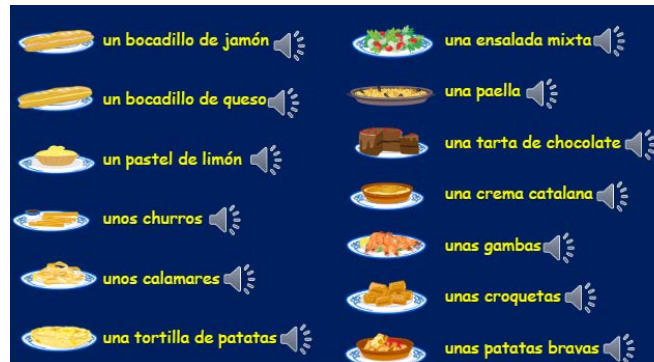 un bocadillo de jamón
un bocadillo de queso
un pastel de limón
unos churros
unos calamares
una tortilla de patatas
una ensalada mixta
una paella
una tarta de chocolate
una crema catalana
unas gambas
unas croquetas
unas patatas bravas